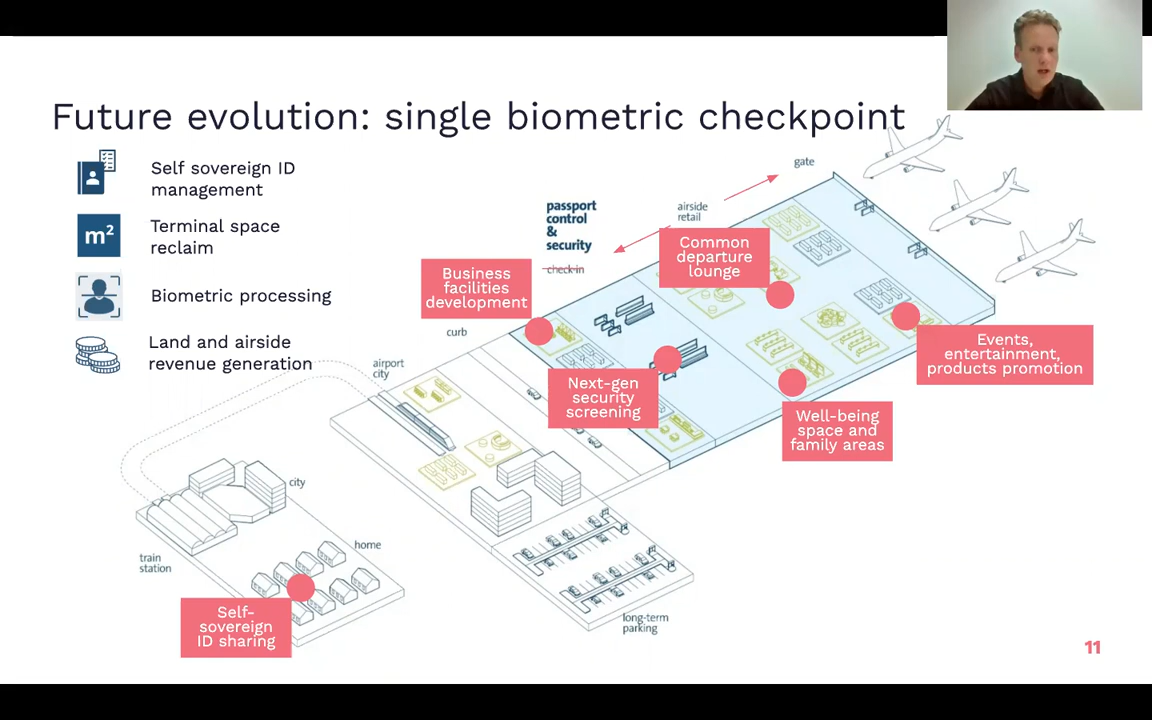 Future evolution: single biometric checkpoint
Self sovereign ID
management
m²
Terminal space
reclaim
Biometric processing
Land and airside
revenue generation
gate
airside
retail
passport
control
&
security
check-in
Common
departure
lounge
Business
facilities
development
curb
Events,
entertainment,
products promotion
airport
city
Next-gen
security
screening
Well-being
space and
family areas
city
home
train
station
Self-
sovereign
ID sharing
long-term
parking
11